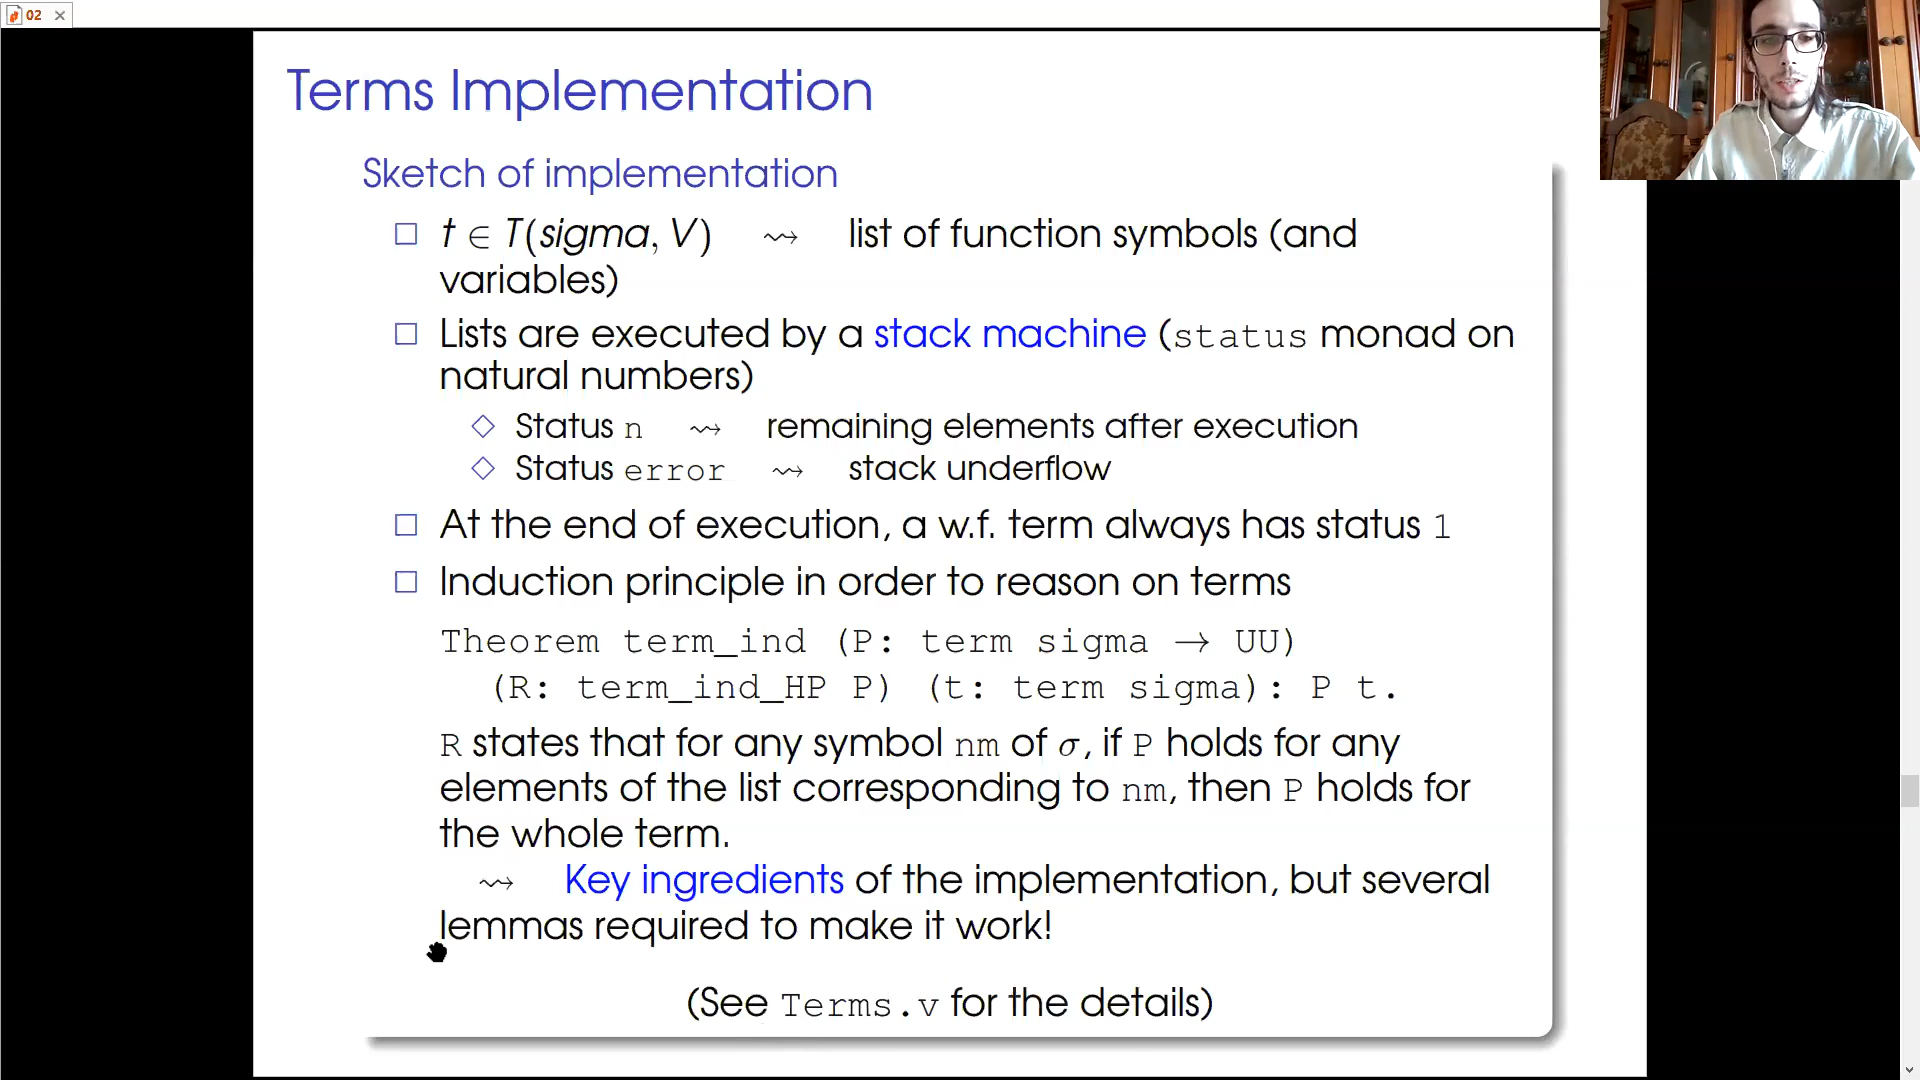 02
Terms Implementation
Sketch of implementation
t ∈ T(sigma, V) ⇝ list of function symbols (and
variables)
Lists are executed by a stack machine (status monad on
natural numbers)
Status n ⇝ remaining elements after execution
Status error ⇝ stack underflow
At the end of execution, a w.f. term always has status 1
Induction principle in order to reason on terms
Theorem term_ind (P: term sigma → UU)
(R: term_ind_HP P) (t: term sigma): P t.
R states that for any symbol nm of σ, if P holds for any
elements of the list corresponding to nm, then P holds for
the whole term.
⇝ Key ingredients of the implementation, but several
lemmas required to make it work!
(See Terms.v for the details)